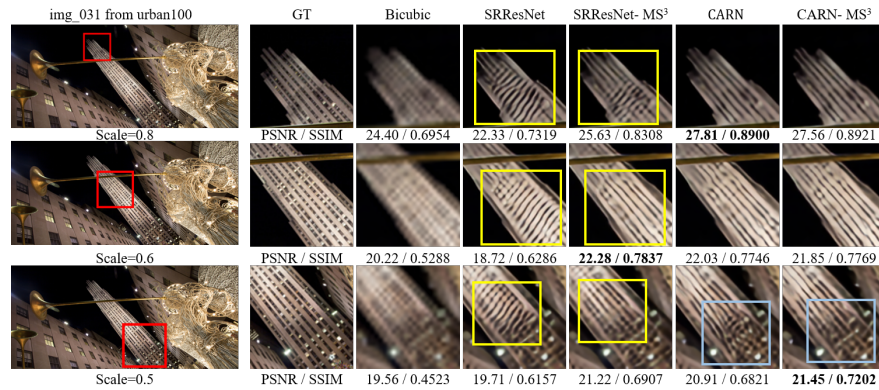 img_031 from urban100 GT Bicubic SRResNet SRResNet- MS³ CARN CARN- MS³
Scale=0.8 PSNR / SSIM 24.40 / 0.6954 22.33 / 0.7319 25.63 / 0.8308 27.81 / 0.8900 27.56 / 0.8921
Scale=0.6 PSNR / SSIM 20.22 / 0.5288 18.72 / 0.6286 22.28 / 0.7837 22.03 / 0.7746 21.85 / 0.7769
Scale=0.5 PSNR / SSIM 19.56 / 0.4523 19.71 / 0.6157 21.22 / 0.6907 20.91 / 0.6821 21.45 / 0.7202